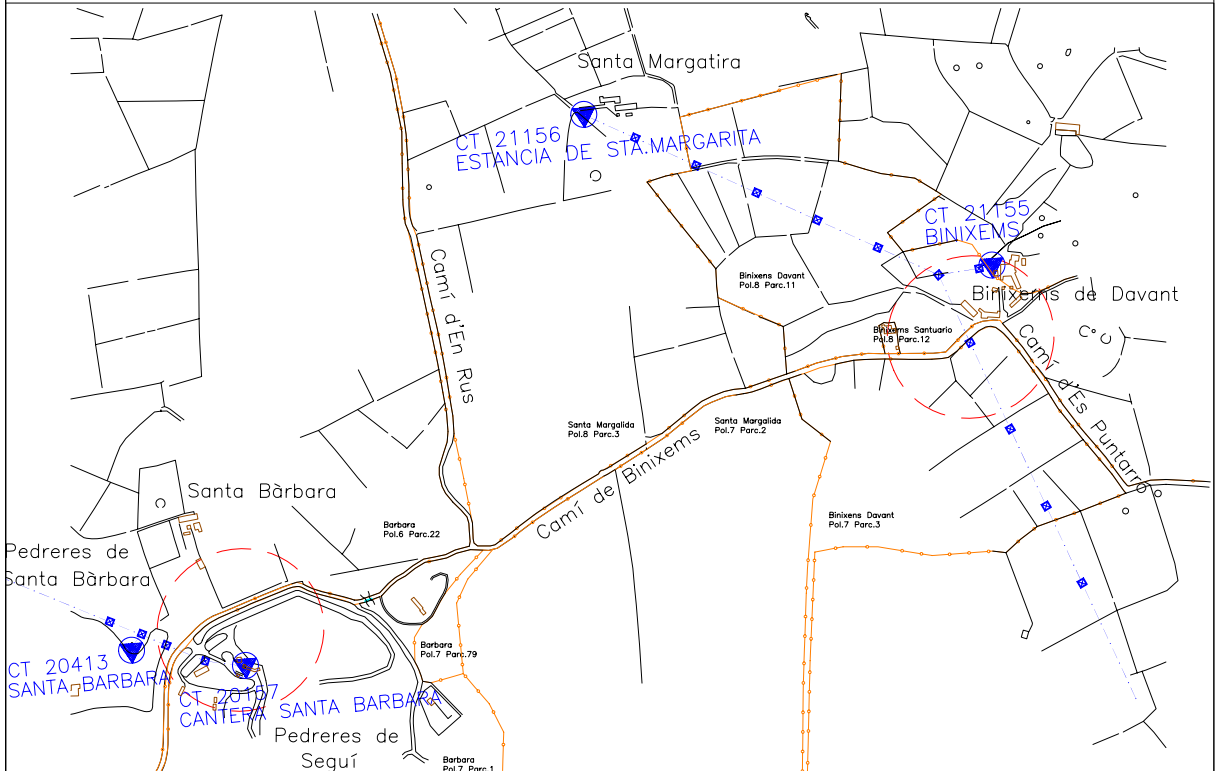 Santa Margatira
CT 21156
ESTANCIA DE STA.MARGARITA
CT 21155
BINIXEMS
Binixems de Davant
Binixens Davant
Pol.8 Parc.11
Binixems Santuario
Pol.8 Parc.12
Camí d'En Rus
Camí d'Es Puntarró
Santa Margalida
Pol.8 Parc.3
Santa Margalida
Pol.7 Parc.2
Camí de Binixems
Santa Bàrbara
Barbara
Pol.6 Parc.22
Binixens Davant
Pol.7 Parc.3
Pedreres de
Santa Bàrbara
Barbara
Pol.7 Parc.79
CT 20413
SANTA BARBARA
CT 20157
CANTERA SANTA BARBARA
Pedreres de
Seguí
Barbara
Pol.7 Parc.1